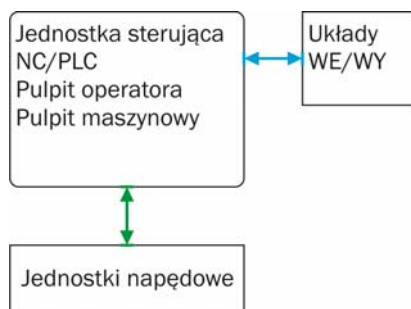 Jednostka sterująca
NC/PLC
Pulpit operatora
Pulpit maszynowy
Układy
WE/WY
Jednostki napędowe